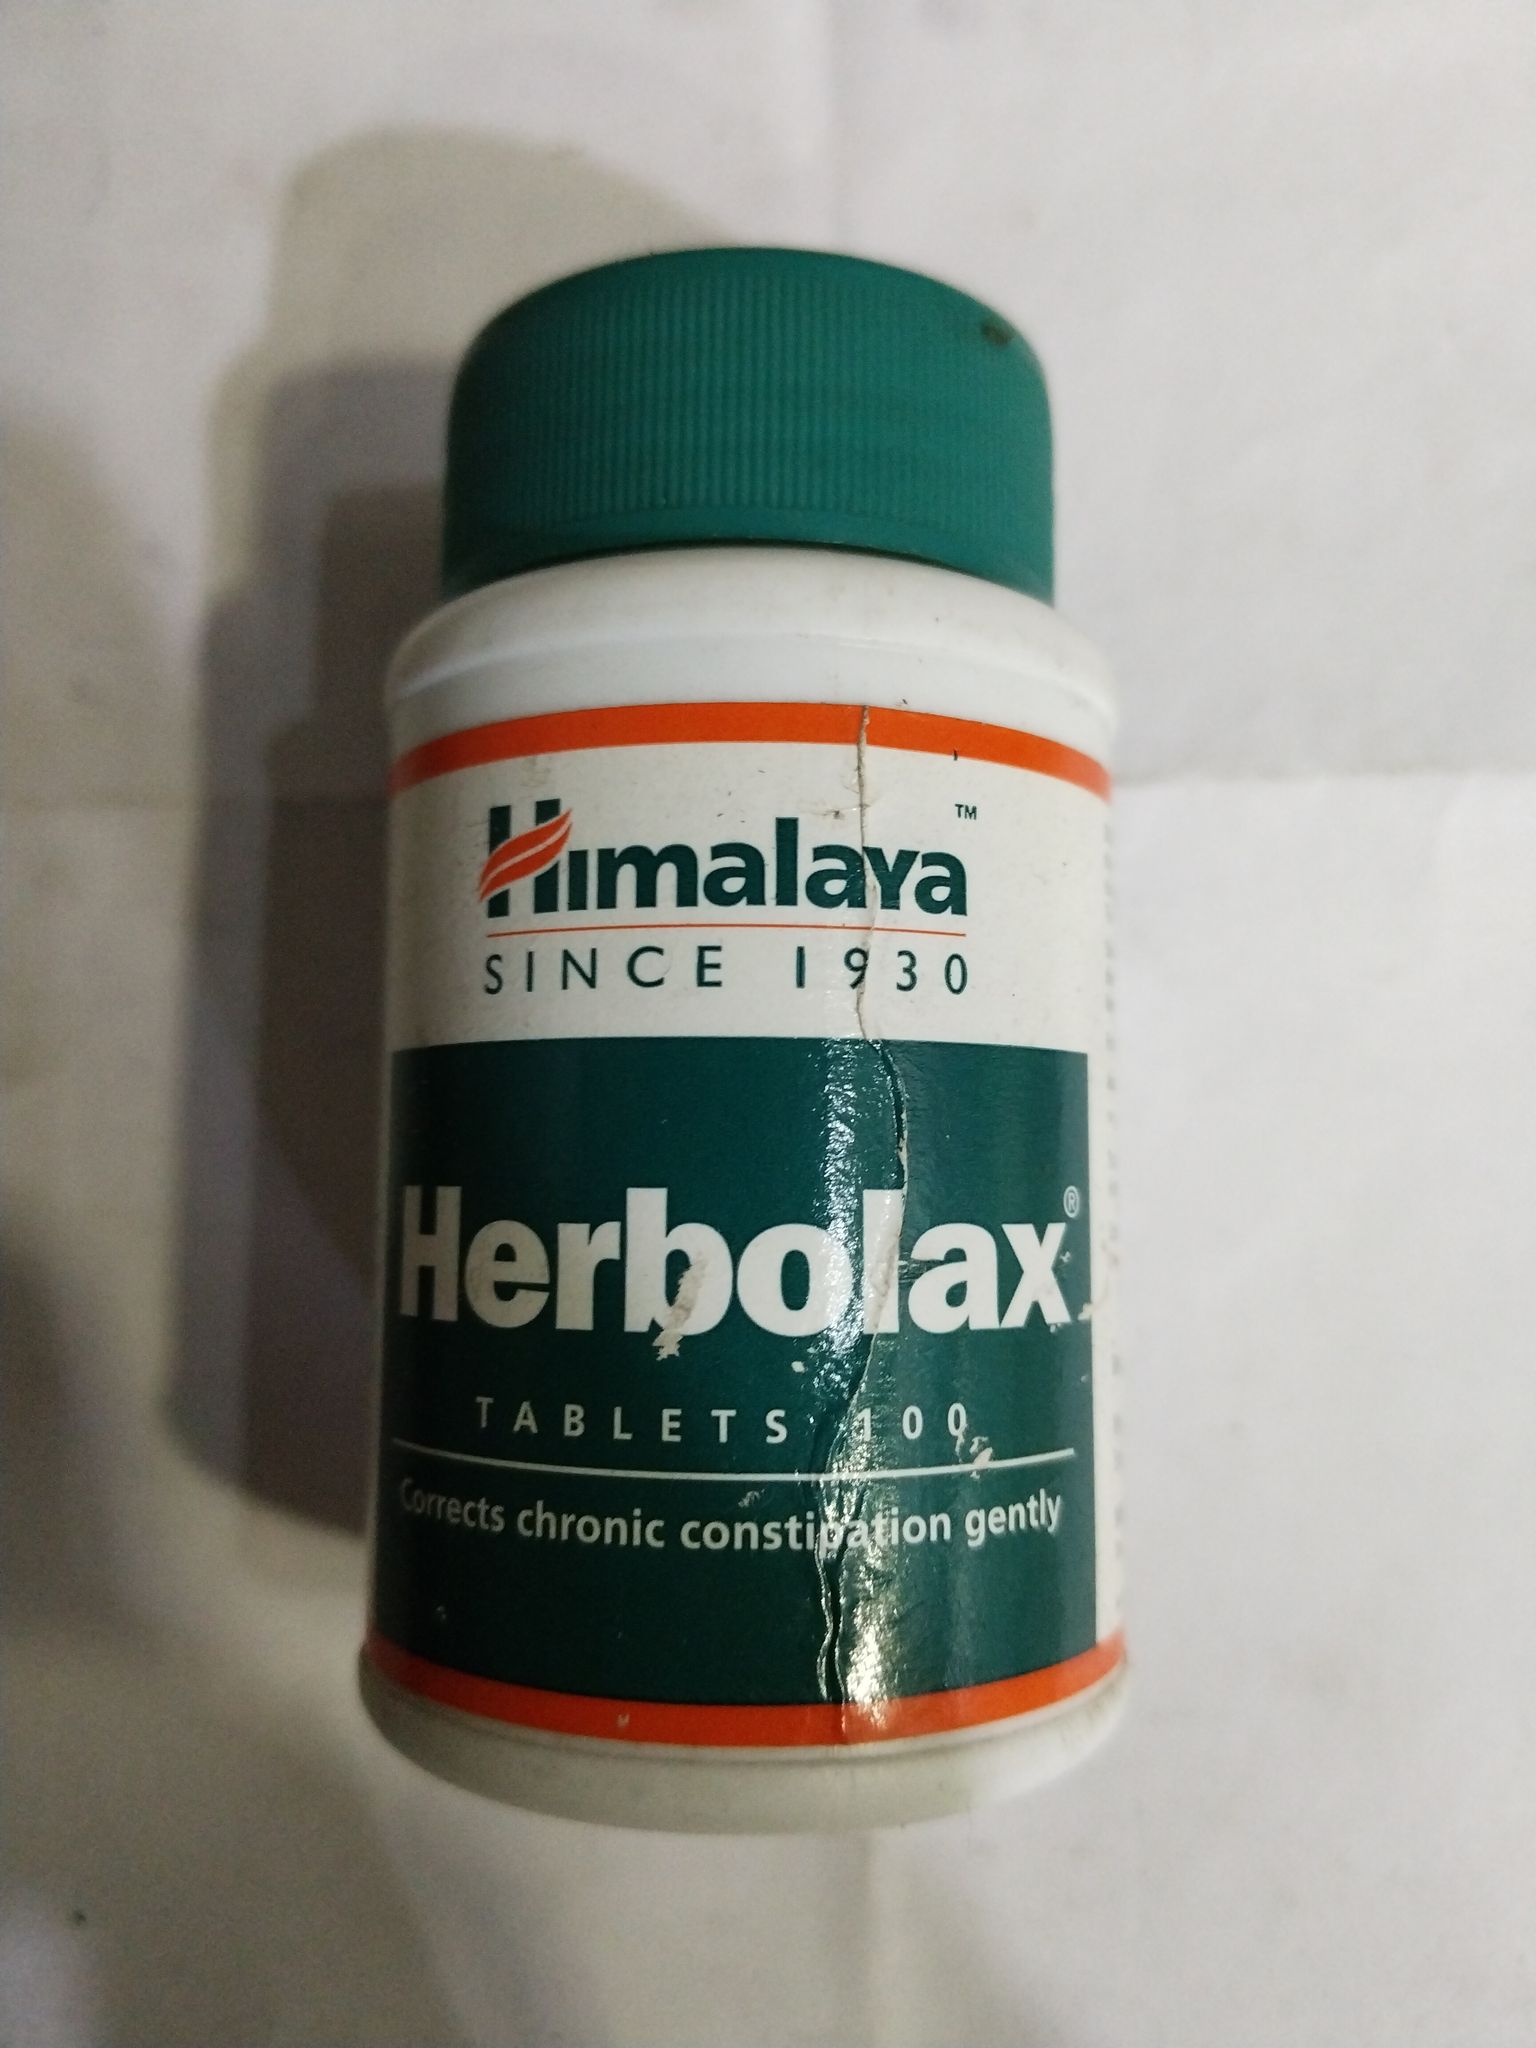 Himalaya™
SINCE 1930
Herbolax®
TABLETS 100
Corrects chronic constipation gently